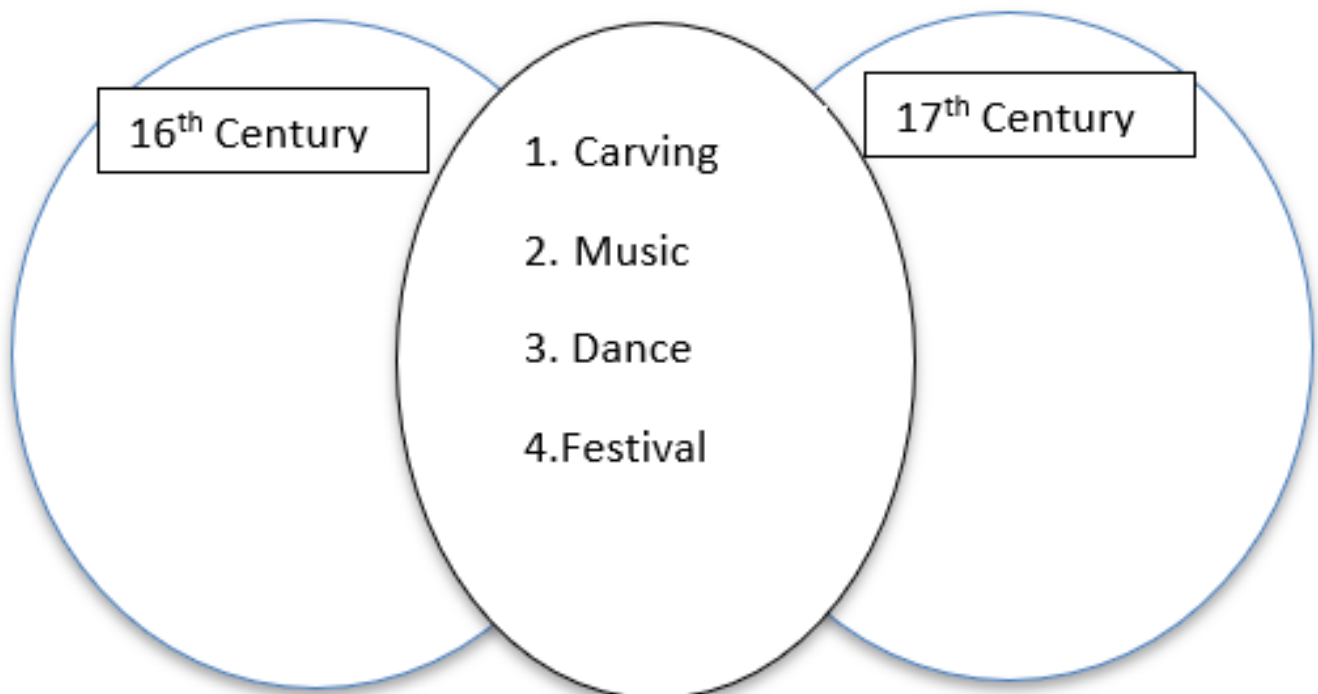 16th Century
17th Century
1. Carving
2. Music
3. Dance
4.Festival